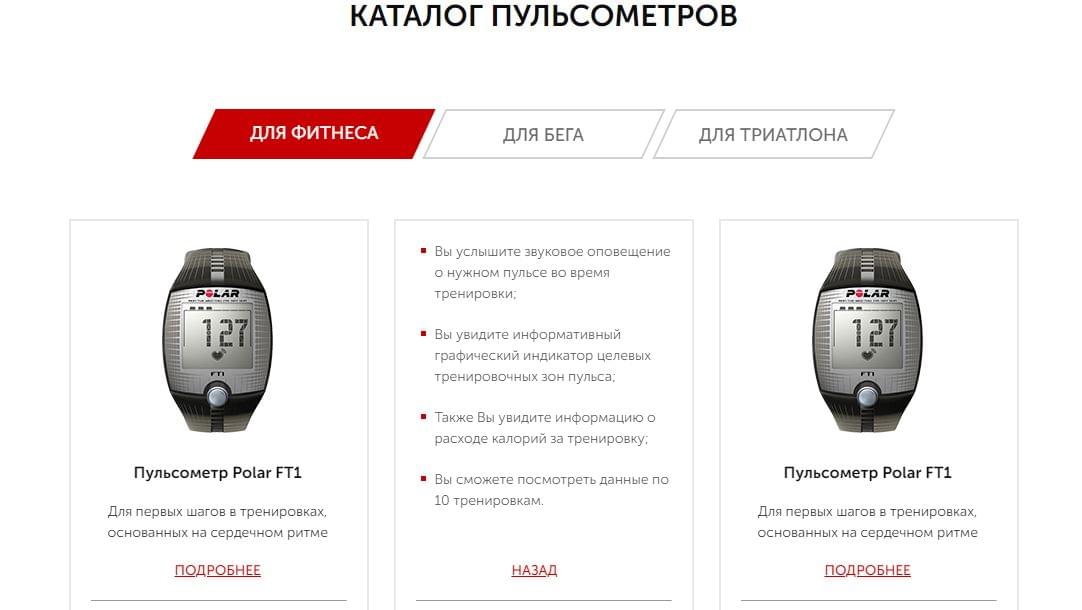 КАТАЛОГ ПУЛЬСОМЕТРОВ
ДЛЯ ФИТНЕСА
ДЛЯ БЕГА
ДЛЯ ТРИАТЛОНА
POLAR
127
FT1
Пульсометр Polar FT1
Для первых шагов в тренировках,
основанных на сердечном ритме
ПОДРОБНЕЕ
Вы услышите звуковое оповещение
о нужном пульсе во время
тренировки;
Вы увидите информативный
графический индикатор целевых
тренировочных зон пульса;
Также Вы увидите информацию о
расходе калорий за тренировку;
Вы сможете посмотреть данные по
10 тренировкам.
НАЗАД
POLAR
127
FT1
Пульсометр Polar FT1
Для первых шагов в тренировках,
основанных на сердечном ритме
ПОДРОБНЕЕ